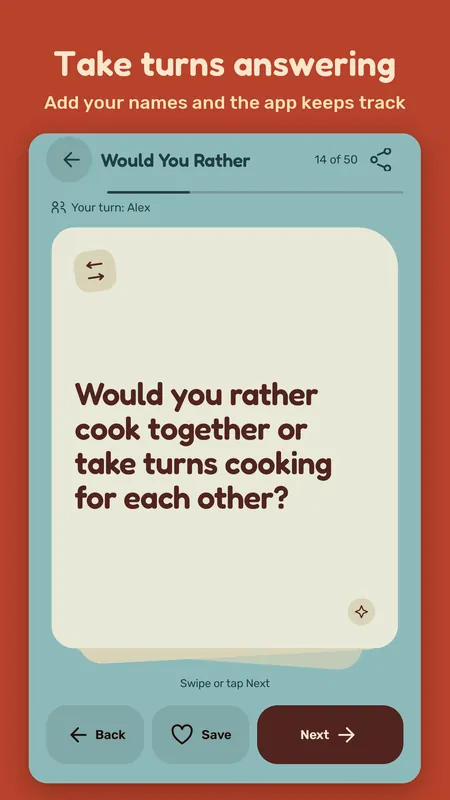 Take turns answering
Add your names and the app keeps track
Would You Rather
14 of 50
Your turn: Alex
Would you rather
cook together or
take turns cooking
for each other?
Swipe or tap Next
Back
Save
Next